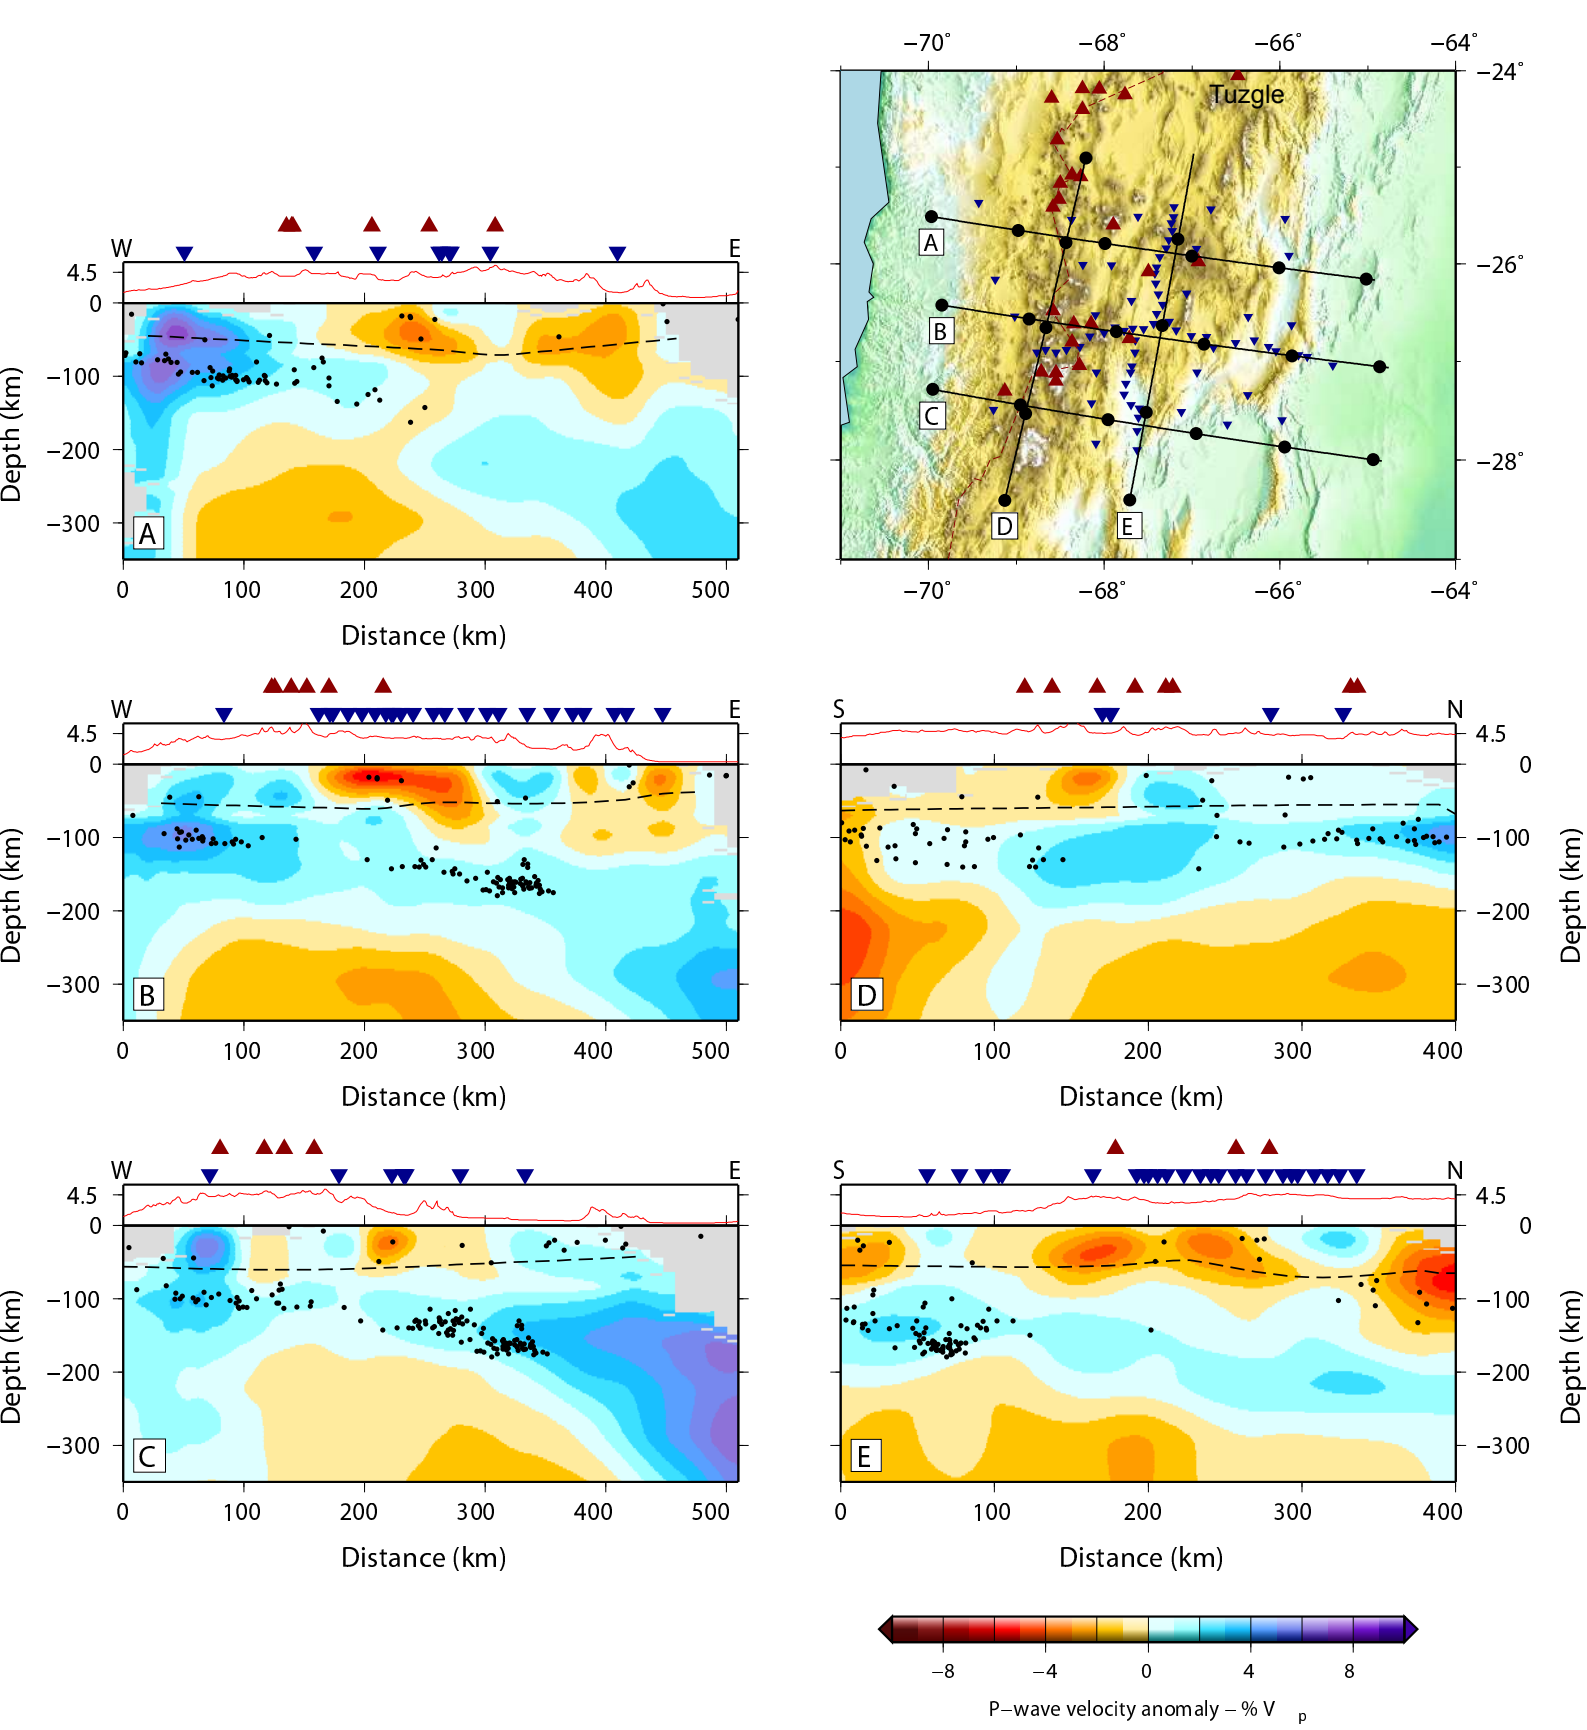 −70° −68° −66° −64°
−24°
Tuzgle
A
−26°
B
C
−28°
D E
−70° −68° −66° −64°
W E
4.5
0
−100
−200
−300
Depth (km)
A
0 100 200 300 400 500
Distance (km)
W E
4.5
0
−100
−200
−300
Depth (km)
B
0 100 200 300 400 500
Distance (km)
S N
4.5
0
−100
−200
−300
Depth (km)
D
0 100 200 300 400
Distance (km)
W E
4.5
0
−100
−200
−300
Depth (km)
C
0 100 200 300 400 500
Distance (km)
S N
4.5
0
−100
−200
−300
Depth (km)
E
0 100 200 300 400
Distance (km)
−8 −4 0 4 8
P−wave velocity anomaly − % V p